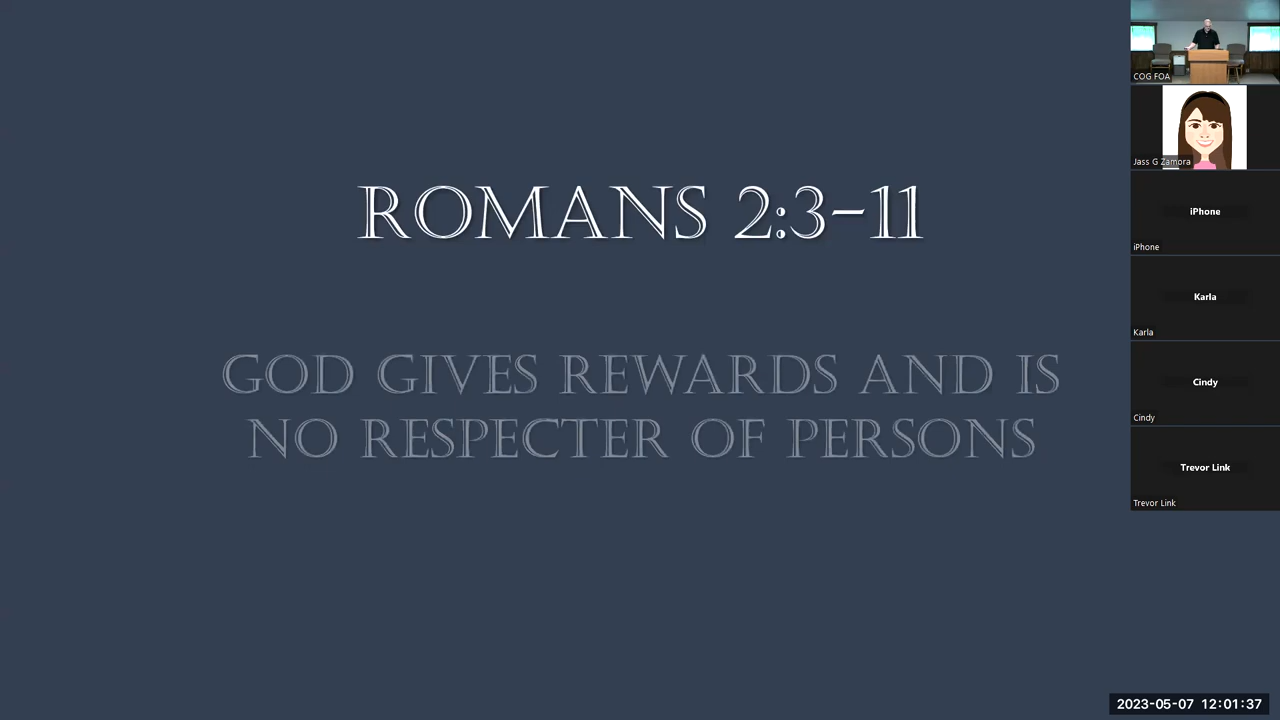 ROMANS 2:3-11
GOD GIVES REWARDS AND IS
NO RESPECTER OF PERSONS
COG FOA
Jass G Zamora
iPhone
iPhone
Karla
Karla
Cindy
Cindy
Trevor Link
Trevor Link
2023-05-07 12:01:37